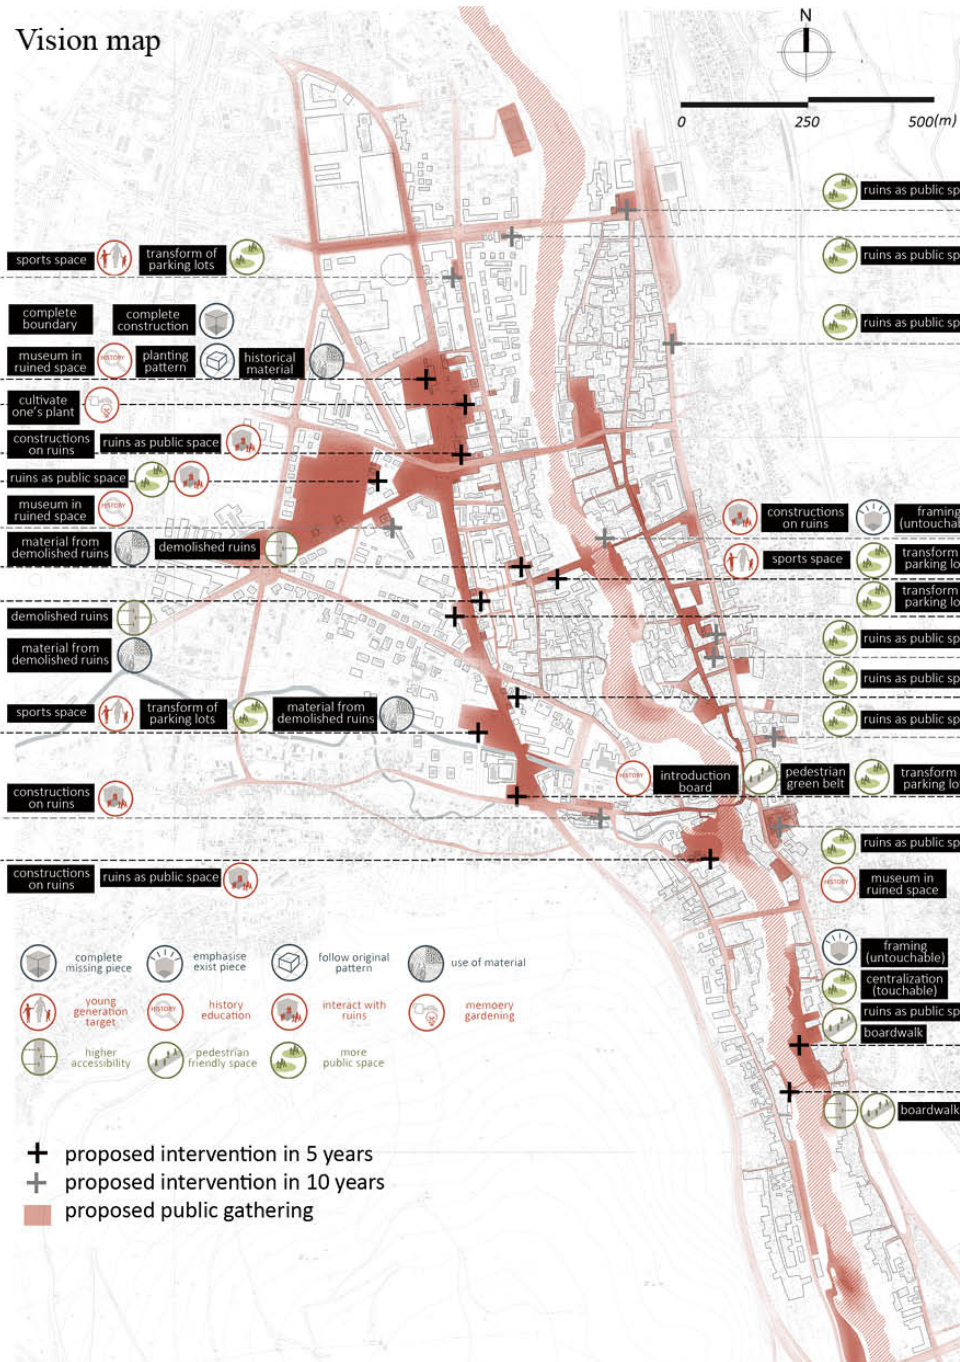 Vision map
N
0 250 500(m)
ruins as public sp
ruins as public sp
ruins as public sp
sports space
transform of
parking lots
complete
boundary
complete
construction
museum in
ruined space
HISTORY
planting
pattern
historical
material
cultivate
one's plant
constructions
on ruins
ruins as public space
ruins as public space
museum in
ruined space
HISTORY
material from
demolished ruins
demolished ruins
demolished ruins
material from
demolished ruins
sports space
transform of
parking lots
material from
demolished ruins
constructions
on ruins
constructions
on ruins
ruins as public space
constructions
on ruins
framing
(untouchab
sports space
transform
parking lo
transform
parking lo
ruins as public sp
ruins as public sp
ruins as public sp
HISTORY
introduction
board
pedestrian
green belt
transform
parking lo
ruins as public sp
HISTORY
museum in
ruined space
framing
(untouchable)
centralization
(touchable)
ruins as public sp
boardwalk
boardwalk
complete
missing piece
emphasise
exist piece
follow original
pattern
use of material
young
generation
target
HISTORY
history
education
interact with
ruins
memoery
gardening
higher
accessibility
pedestrian
friendly space
more
public space
proposed intervention in 5 years
proposed intervention in 10 years
proposed public gathering